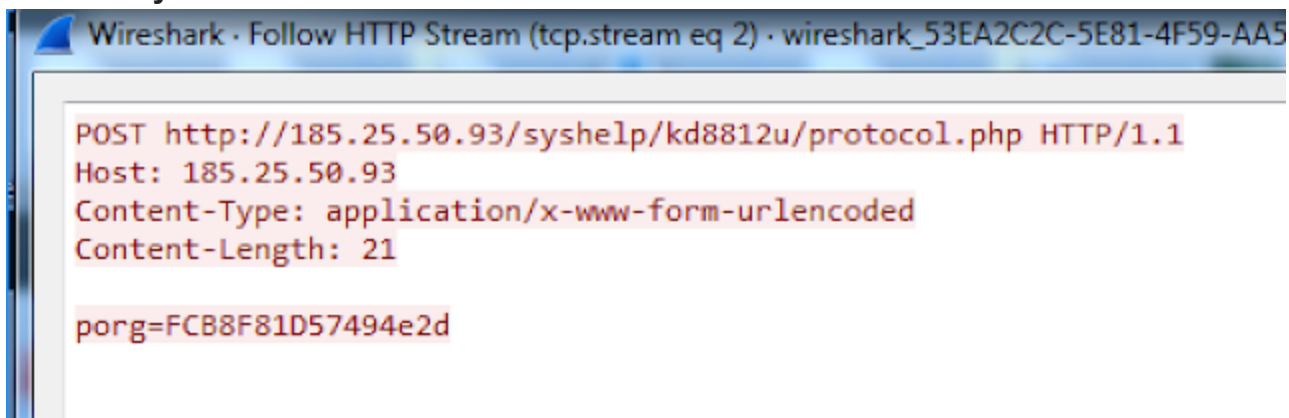 Wireshark · Follow HTTP Stream (tcp.stream eq 2) · wireshark_53EA2C2C-5E81-4F59-AA5
POST http://185.25.50.93/syshelp/kd8812u/protocol.php HTTP/1.1
Host: 185.25.50.93
Content-Type: application/x-www-form-urlencoded
Content-Length: 21
porg=FCB8F81D57494e2d